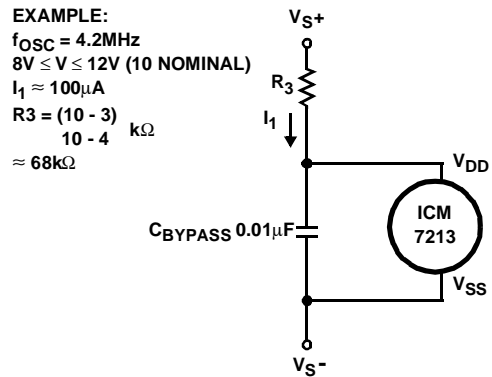 EXAMPLE:
fOSC = 4.2MHz
8V ≤ V ≤ 12V (10 NOMINAL)
I1 ≈ 100µA
R3 = (10 - 3)
10 - 4 kΩ
≈ 68kΩ
VS+
R3
I1
VDD
CBYPASS 0.01µF
ICM
7213
VSS
VS-